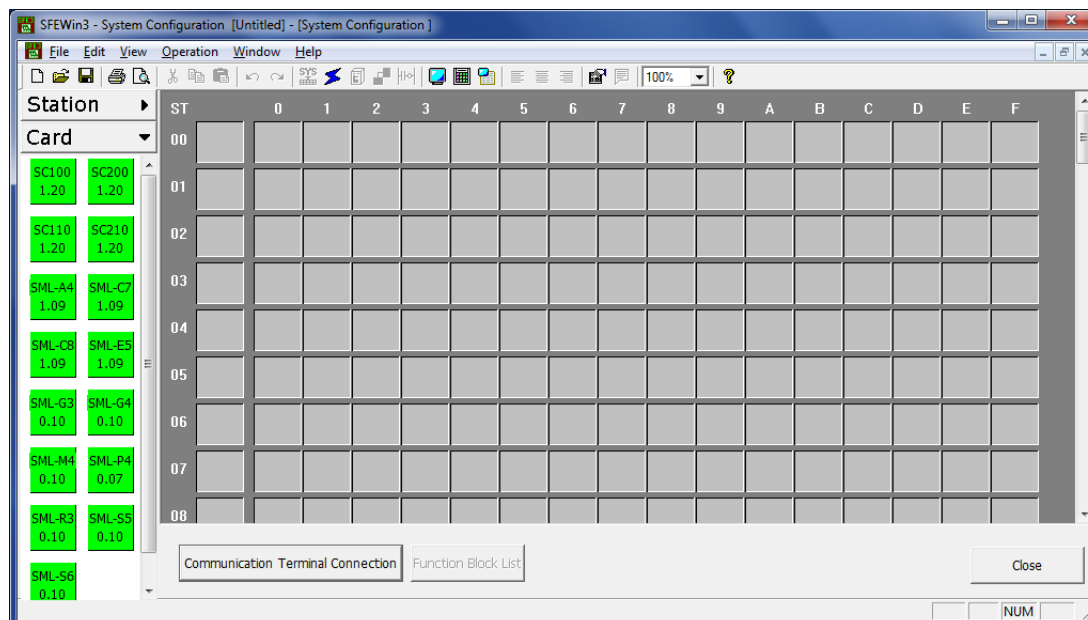 SFEWin3 - System Configuration [Untitled] - [System Configuration ]
File Edit View Operation Window Help
SYS 100%
Station
Card
SC100 1.20 SC200 1.20
SC110 1.20 SC210 1.20
SML-A4 1.09 SML-C7 1.09
SML-C8 1.09 SML-E5 1.09
SML-G3 0.10 SML-G4 0.10
SML-M4 0.10 SML-P4 0.07
SML-R3 0.10 SML-S5 0.10
SML-S6 0.10
ST 0 1 2 3 4 5 6 7 8 9 A B C D E F
00
01
02
03
04
05
06
07
08
Communication Terminal Connection Function Block List Close
NUM